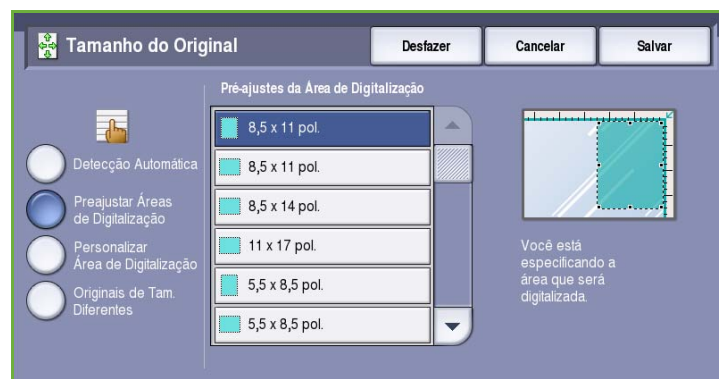 Tamanho do Original
Desfazer
Cancelar
Salvar
Pré-ajustes da Área de Digitalização
Detecção Automática
Preajustar Áreas
de Digitalização
Personalizar
Área de Digitalização
Originais de Tam.
Diferentes
8,5 x 11 pol.
8,5 x 11 pol.
8,5 x 14 pol.
11 x 17 pol.
5,5 x 8,5 pol.
5,5 x 8,5 pol.
Você está
especificando a
área que será
digitalizada.